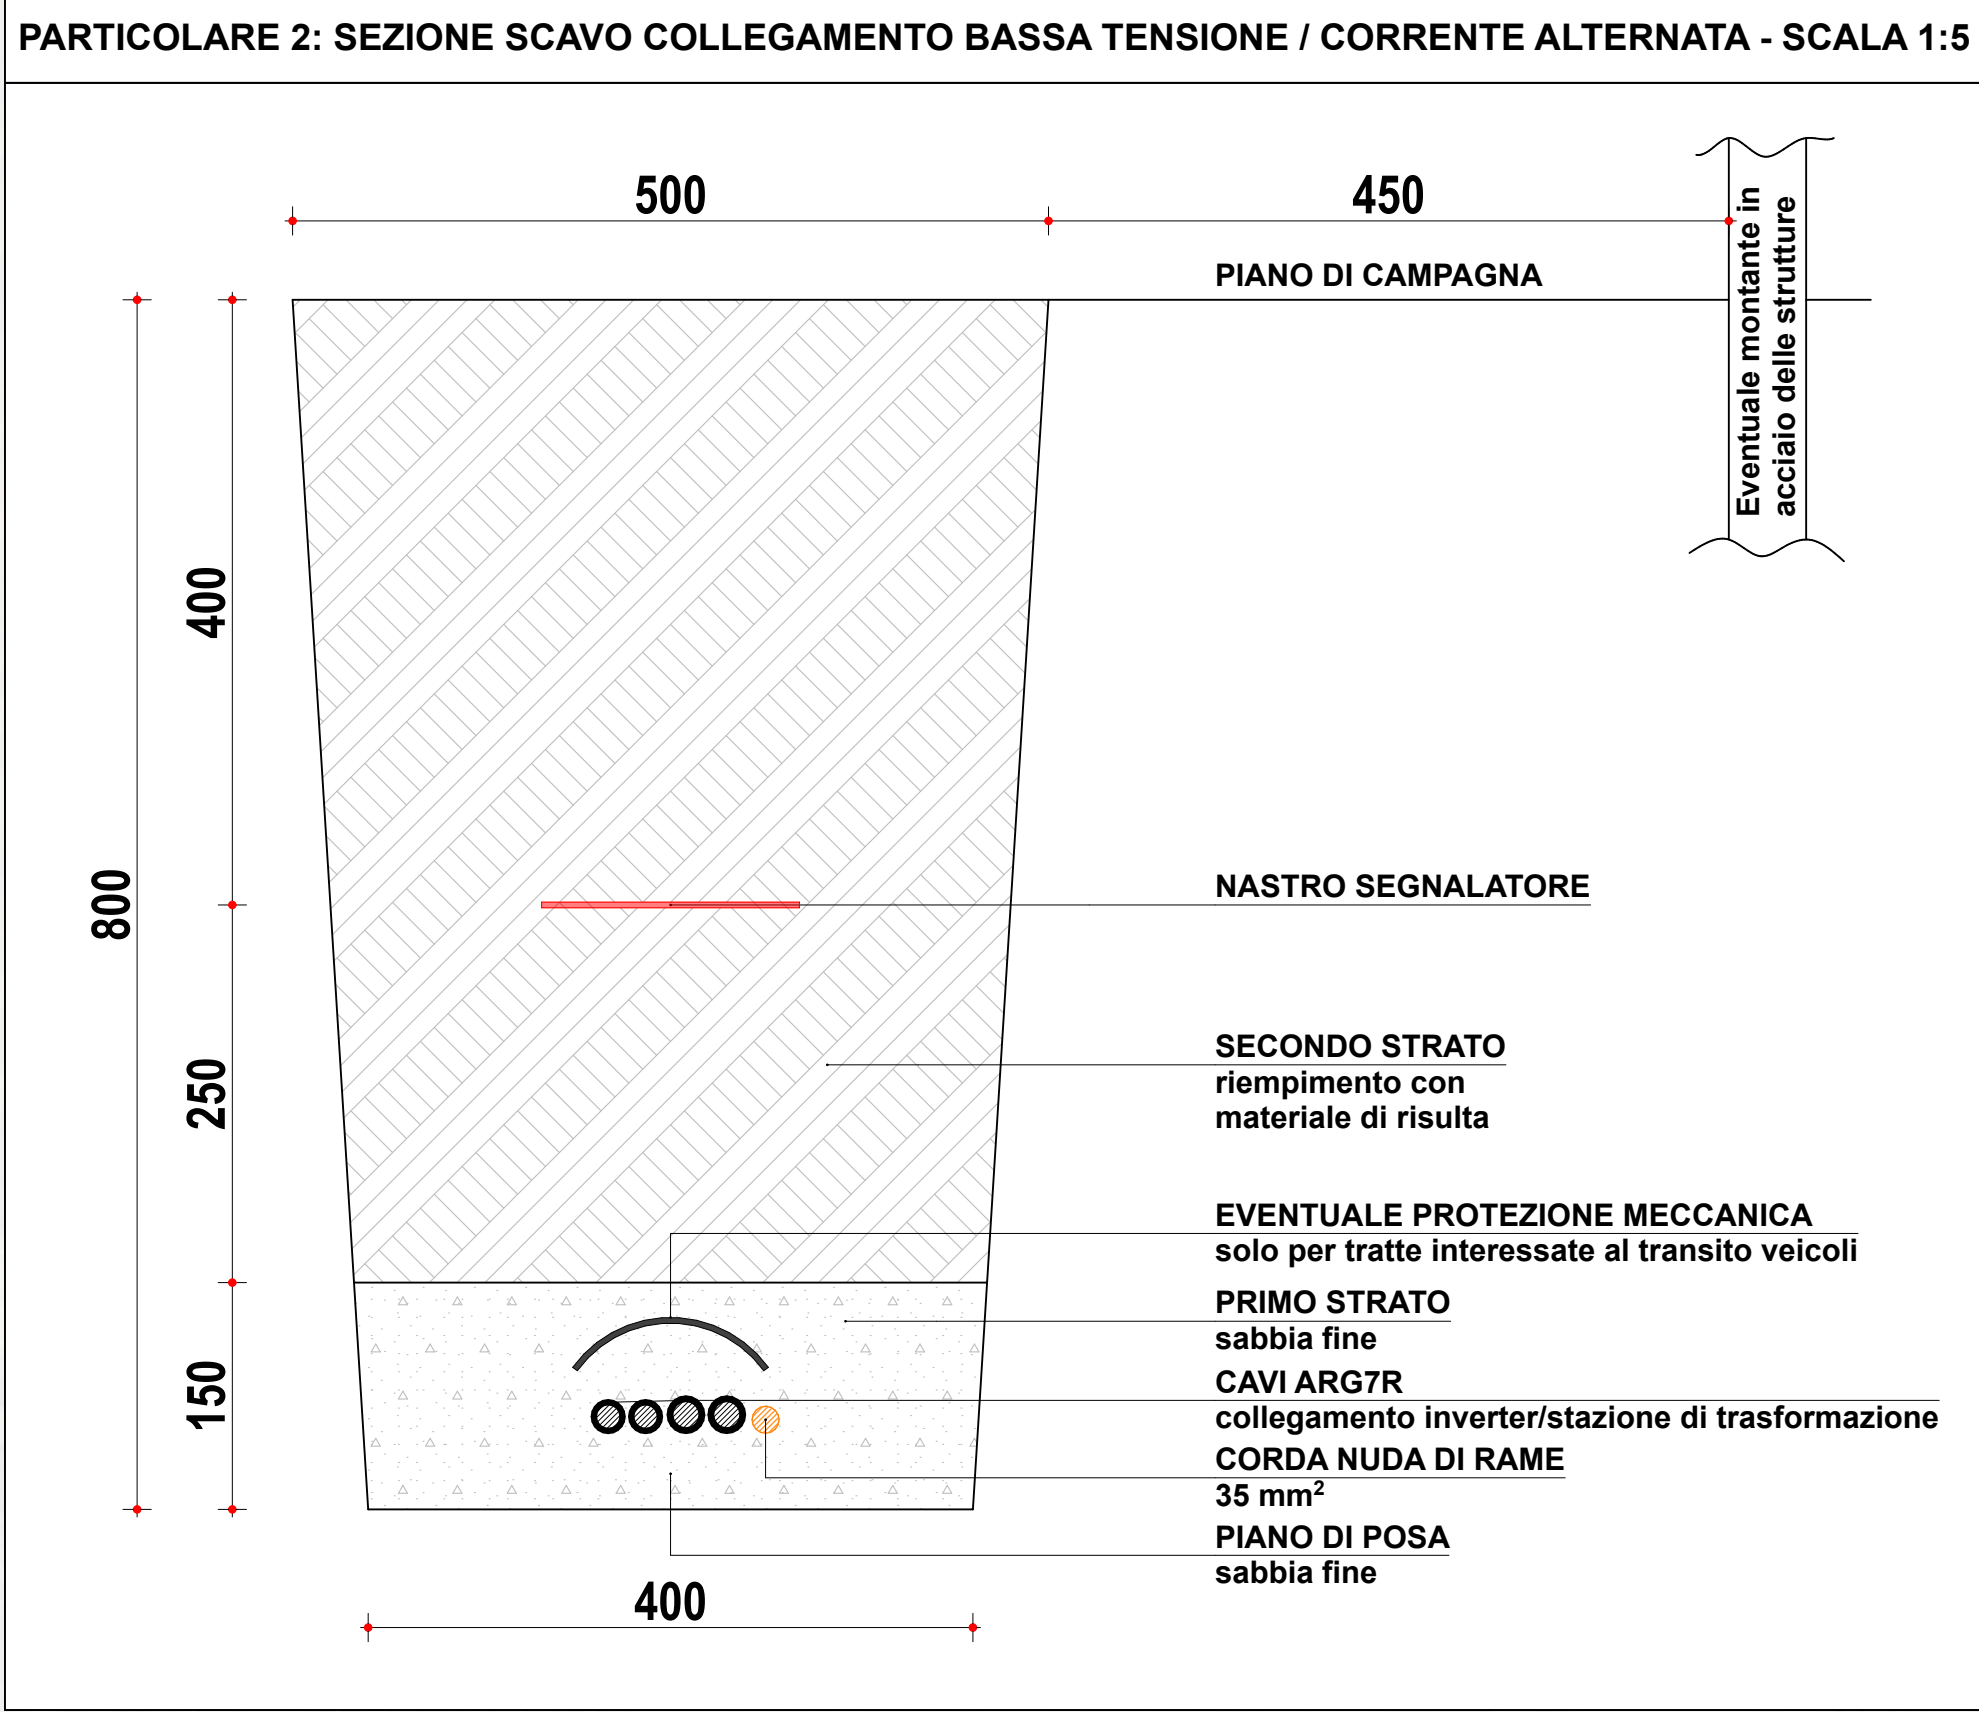 PARTICOLARE 2: SEZIONE SCAVO COLLEGAMENTO BASSA TENSIONE / CORRENTE ALTERNATA - SCALA 1:5
500
450
PIANO DI CAMPAGNA
Eventuale montante in
acciaio delle strutture
400
800
NASTRO SEGNALATORE
250
SECONDO STRATO
riempimento con
materiale di risulta
EVENTUALE PROTEZIONE MECCANICA
solo per tratte interessate al transito veicoli
PRIMO STRATO
sabbia fine
150
CAVI ARG7R
collegamento inverter/stazione di trasformazione
CORDA NUDA DI RAME
35 mm²
PIANO DI POSA
sabbia fine
400